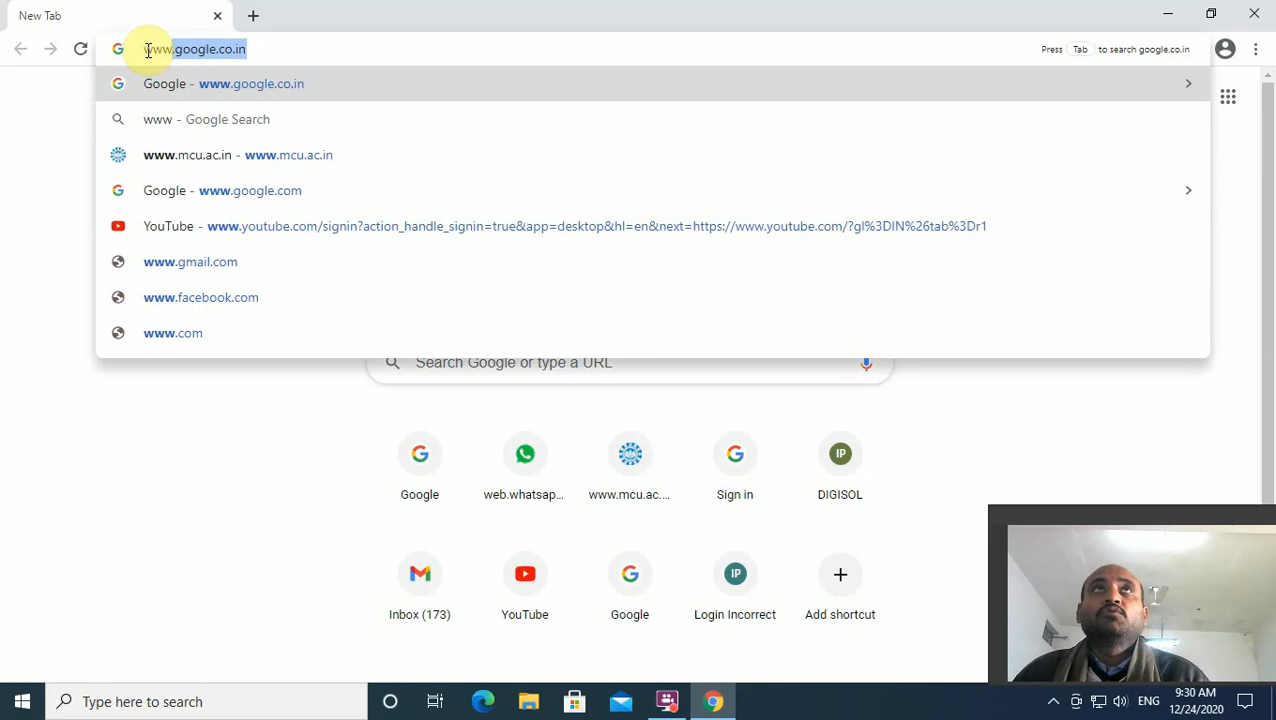 New Tab
www.google.co.in
Press Tab to search google.co.in
Google - www.google.co.in
www - Google Search
www.mcu.ac.in - www.mcu.ac.in
Google - www.google.com
YouTube - www.youtube.com/signin?action_handle_signin=true&app=desktop&hl=en&next=https://www.youtube.com/?gl%3DIN%26tab%3Dr1
www.gmail.com
www.facebook.com
www.com
Search Google or type a URL
IP
Google
web.whatsap...
www.mcu.ac....
Sign in
DIGISOL
IP
Inbox (173)
YouTube
Google
Login Incorrect
Add shortcut
Type here to search
ENG
9:30 AM
12/24/2020